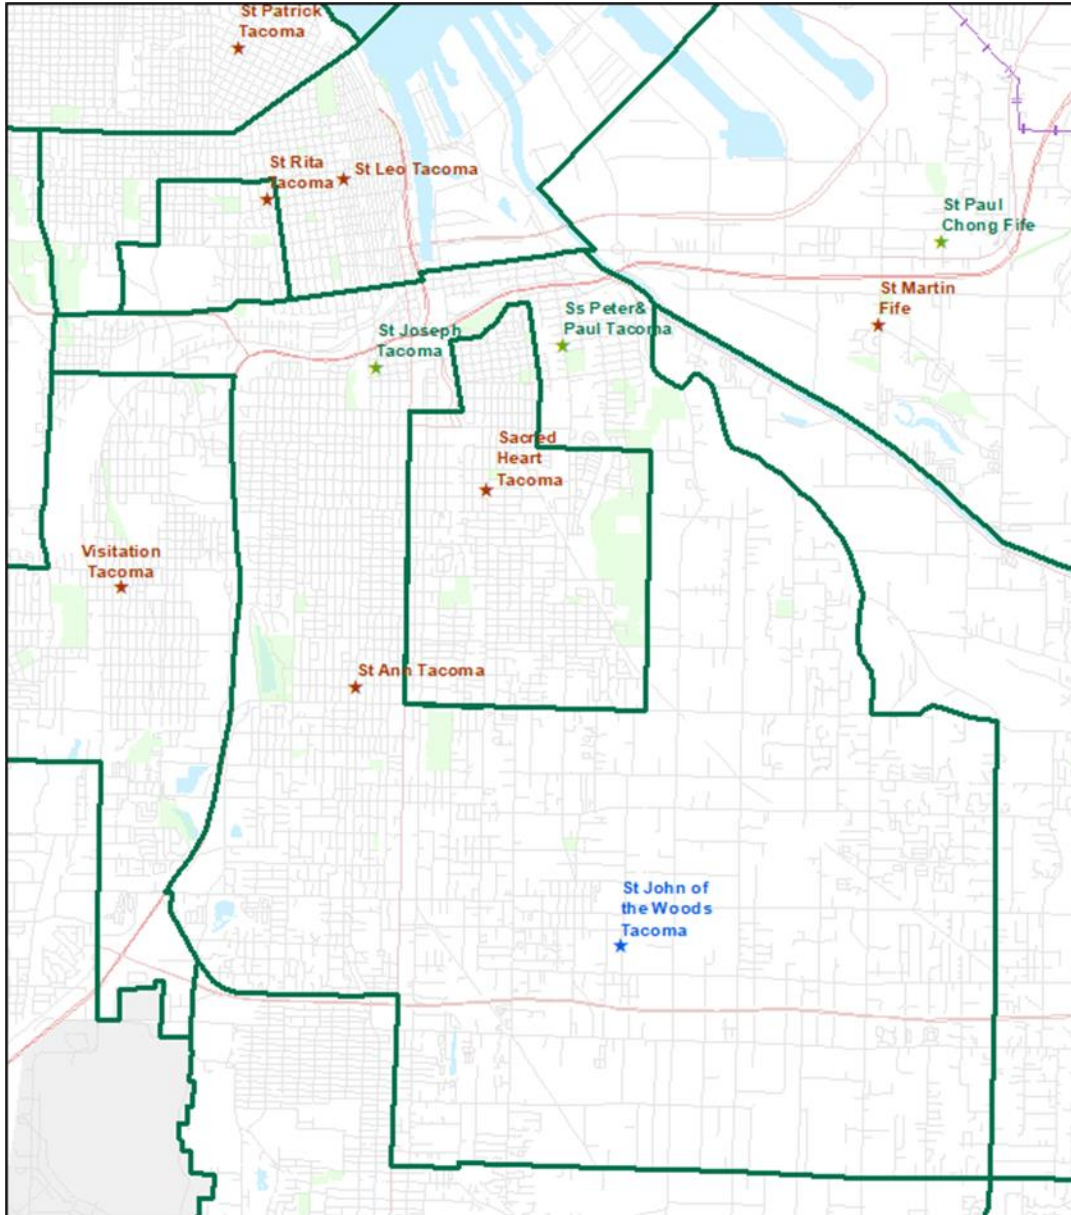 St Patrick
Tacoma
St Rita
Tacoma
St Leo Tacoma
St Paul
Chong Fife
St Martin
Fife
Ss Peter&
Paul Tacoma
St Joseph
Tacoma
Sacred
Heart
Tacoma
Visitation
Tacoma
St Ann Tacoma
St John of
the Woods
Tacoma